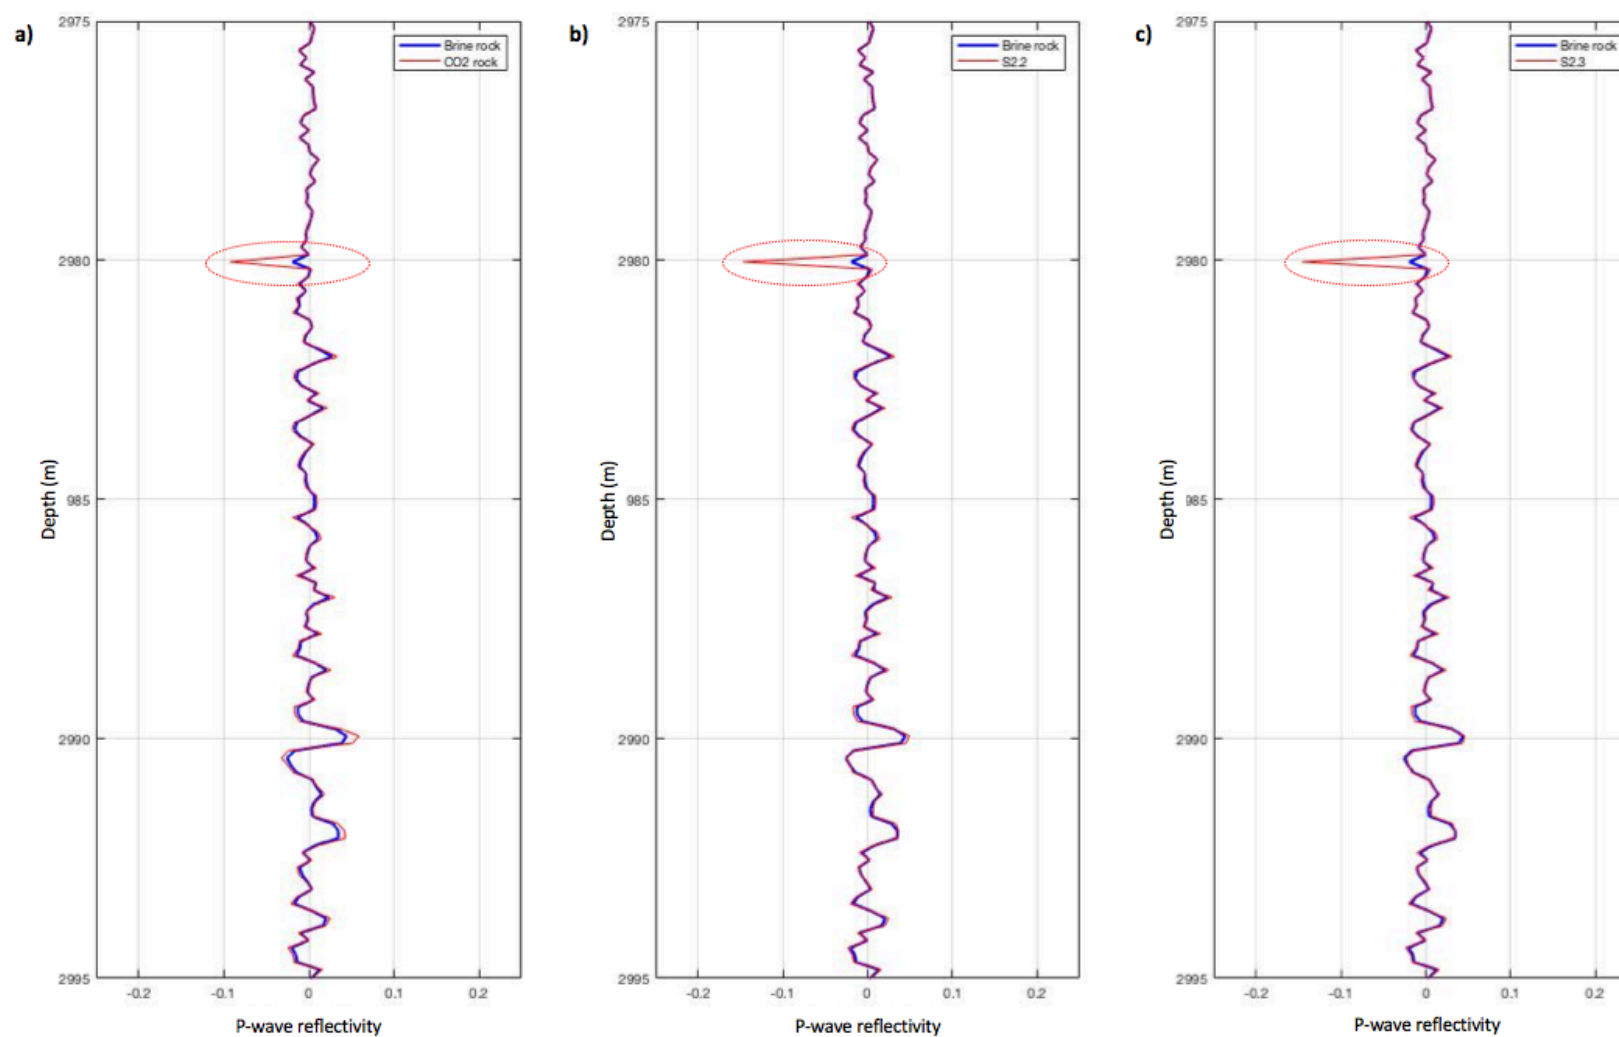 a)
2975
Brine rock
CO2 rock
2980
985
2990
2995
Depth (m)
-0.2 -0.1 0 0.1 0.2
P-wave reflectivity
b)
2975
Brine rock
S2.2
2980
985
2990
2995
Depth (m)
-0.2 -0.1 0 0.1 0.2
P-wave reflectivity
c)
2975
Brine rock
S2.3
2980
985
2990
2995
Depth (m)
-0.2 -0.1 0 0.1 0.2
P-wave reflectivity